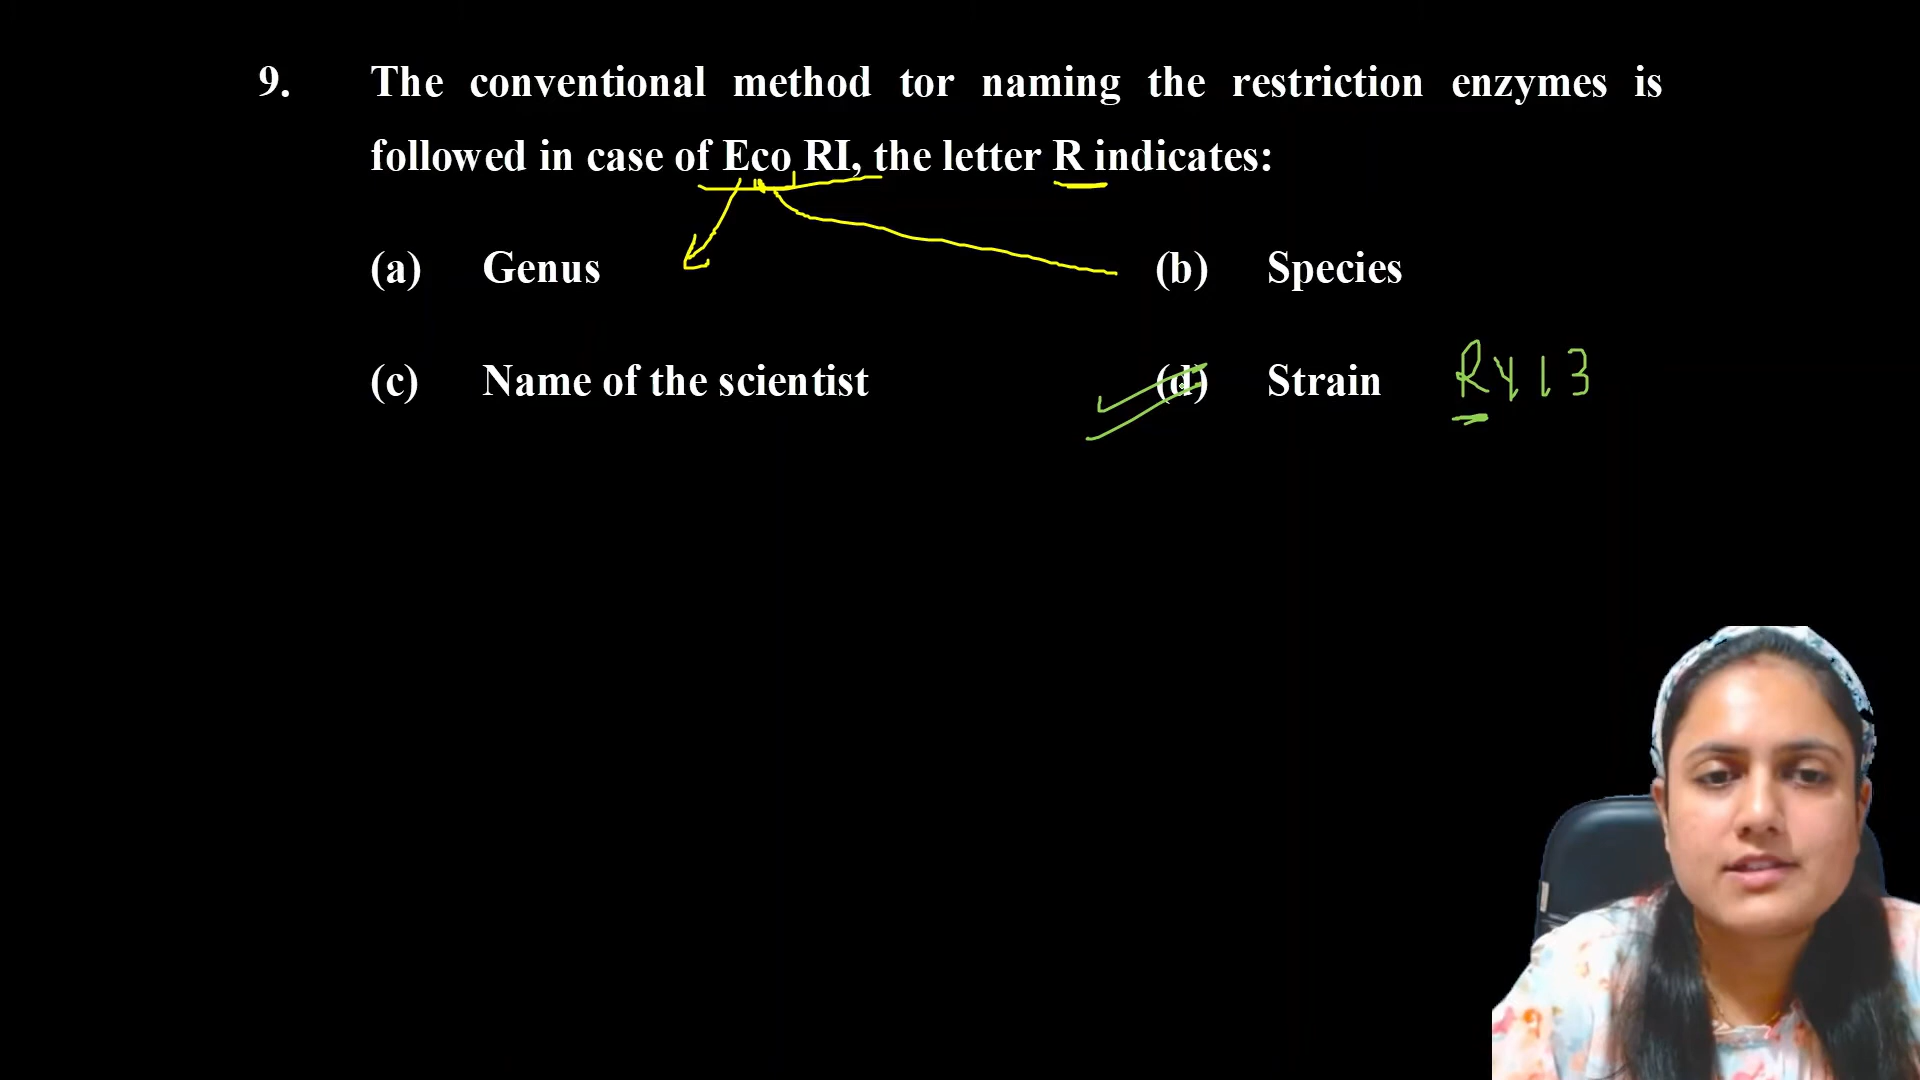 9. The conventional method tor naming the restriction enzymes is
followed in case of Eco RI, the letter R indicates:
(a) Genus (b) Species
(c) Name of the scientist (d) Strain Ry13